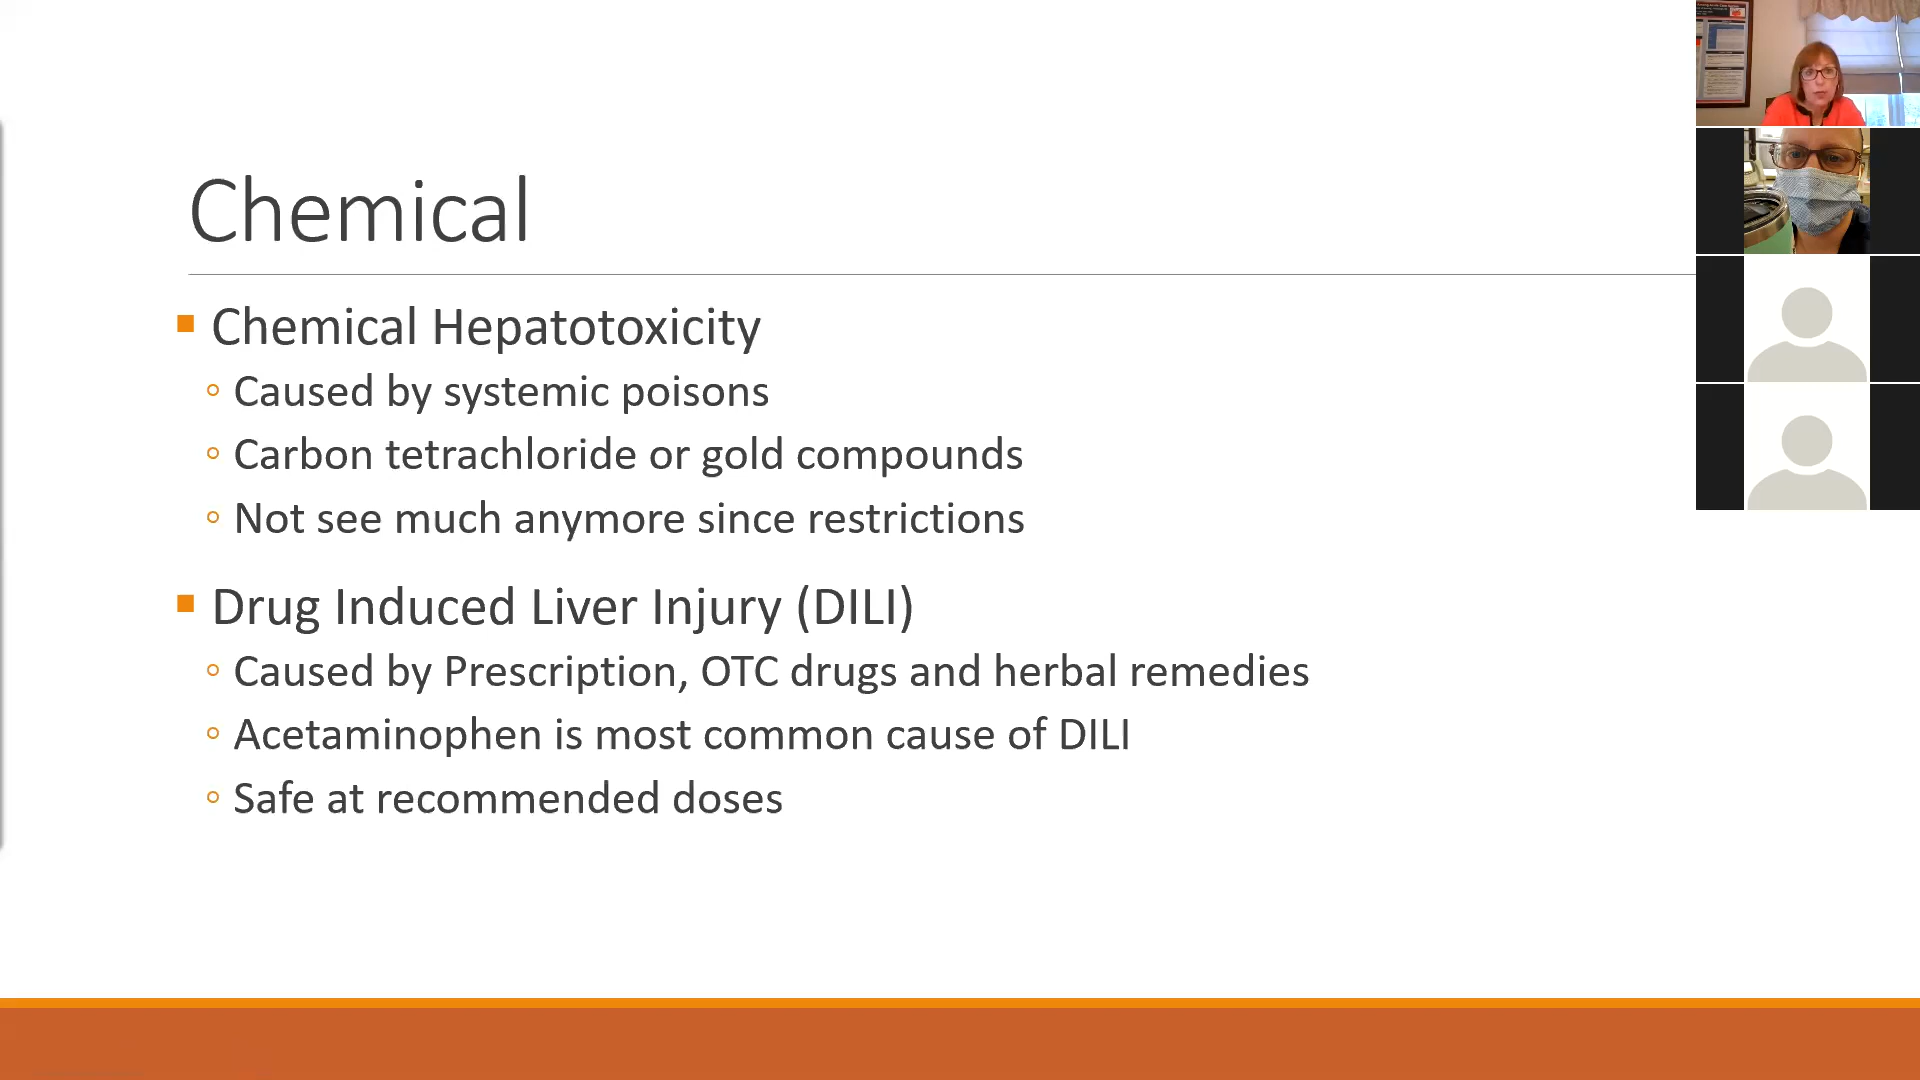 Chemical
Chemical Hepatotoxicity
Caused by systemic poisons
Carbon tetrachloride or gold compounds
Not see much anymore since restrictions
Drug Induced Liver Injury (DILI)
Caused by Prescription, OTC drugs and herbal remedies
Acetaminophen is most common cause of DILI
Safe at recommended doses